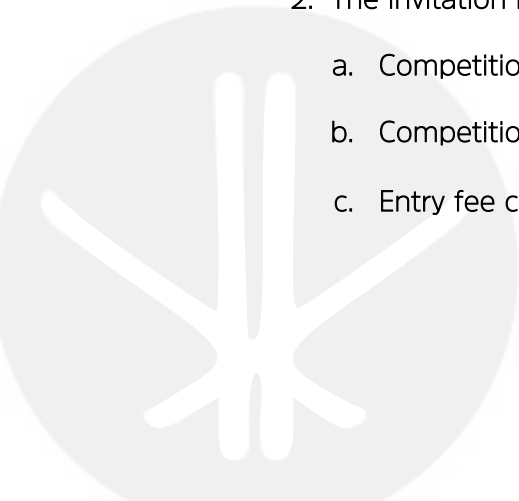 2. The invitation
a. Competitio
b. Competitio
c. Entry fee c